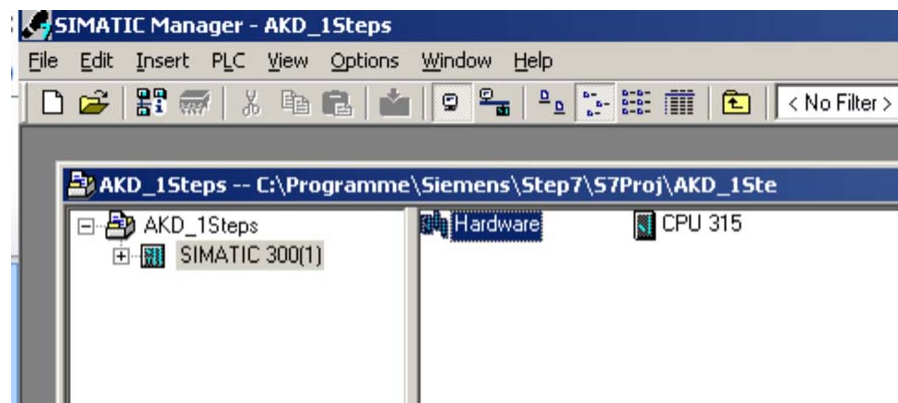 SIMATIC Manager - AKD_1Steps
File Edit Insert PLC View Options Window Help
< No Filter >
AKD_1Steps -- C:\Programme\Siemens\Step7\S7Proj\AKD_1Ste
AKD_1Steps
SIMATIC 300(1)
Hardware
CPU 315